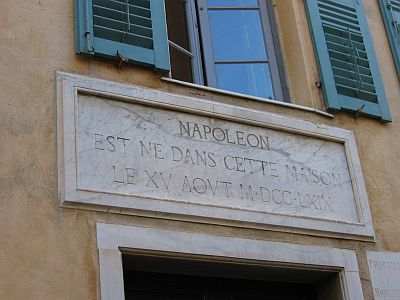 NAPOLEON
EST NE DANS CETTE MAISON
LE XV AOVT M·DCC·LXIX